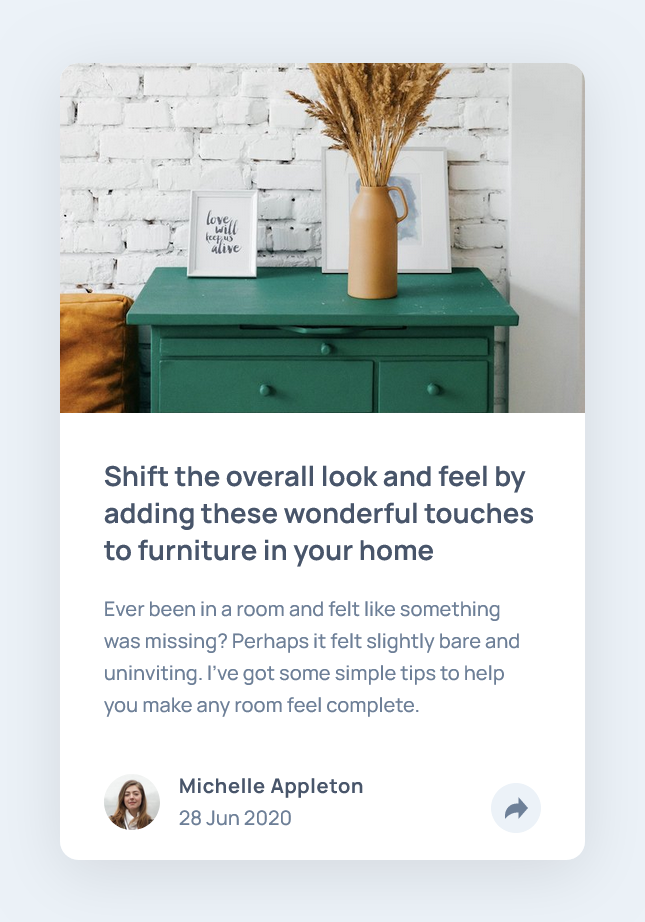 love
will
keep us
alive
Shift the overall look and feel by
adding these wonderful touches
to furniture in your home
Ever been in a room and felt like something
was missing? Perhaps it felt slightly bare and
uninviting. I’ve got some simple tips to help
you make any room feel complete.
Michelle Appleton
28 Jun 2020